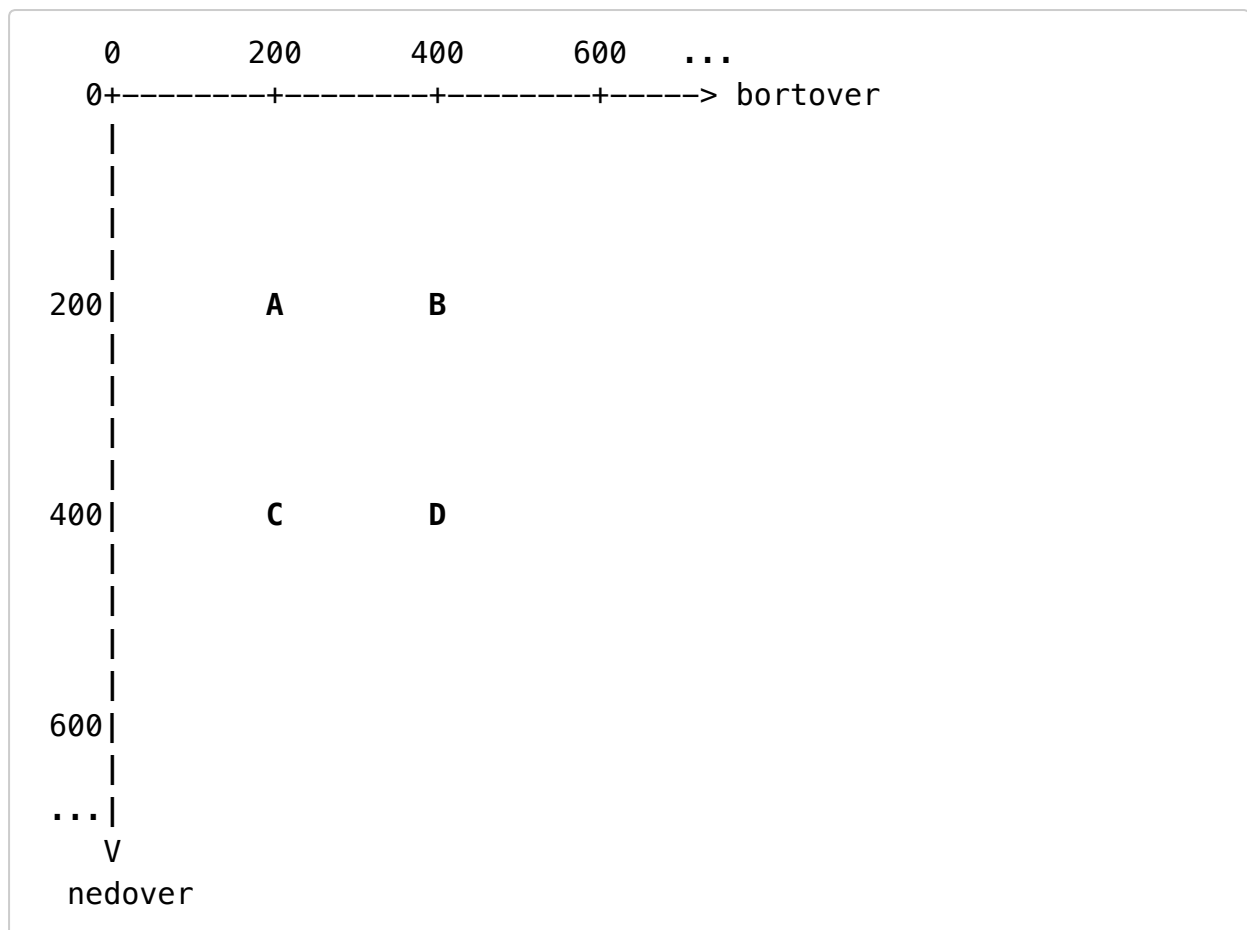 0 200 400 600 ...
0+--------+--------+--------+-----> bortover
|
|
|
|
200| A B
|
|
|
|
400| C D
|
|
|
|
600|
|
...|
V
nedover